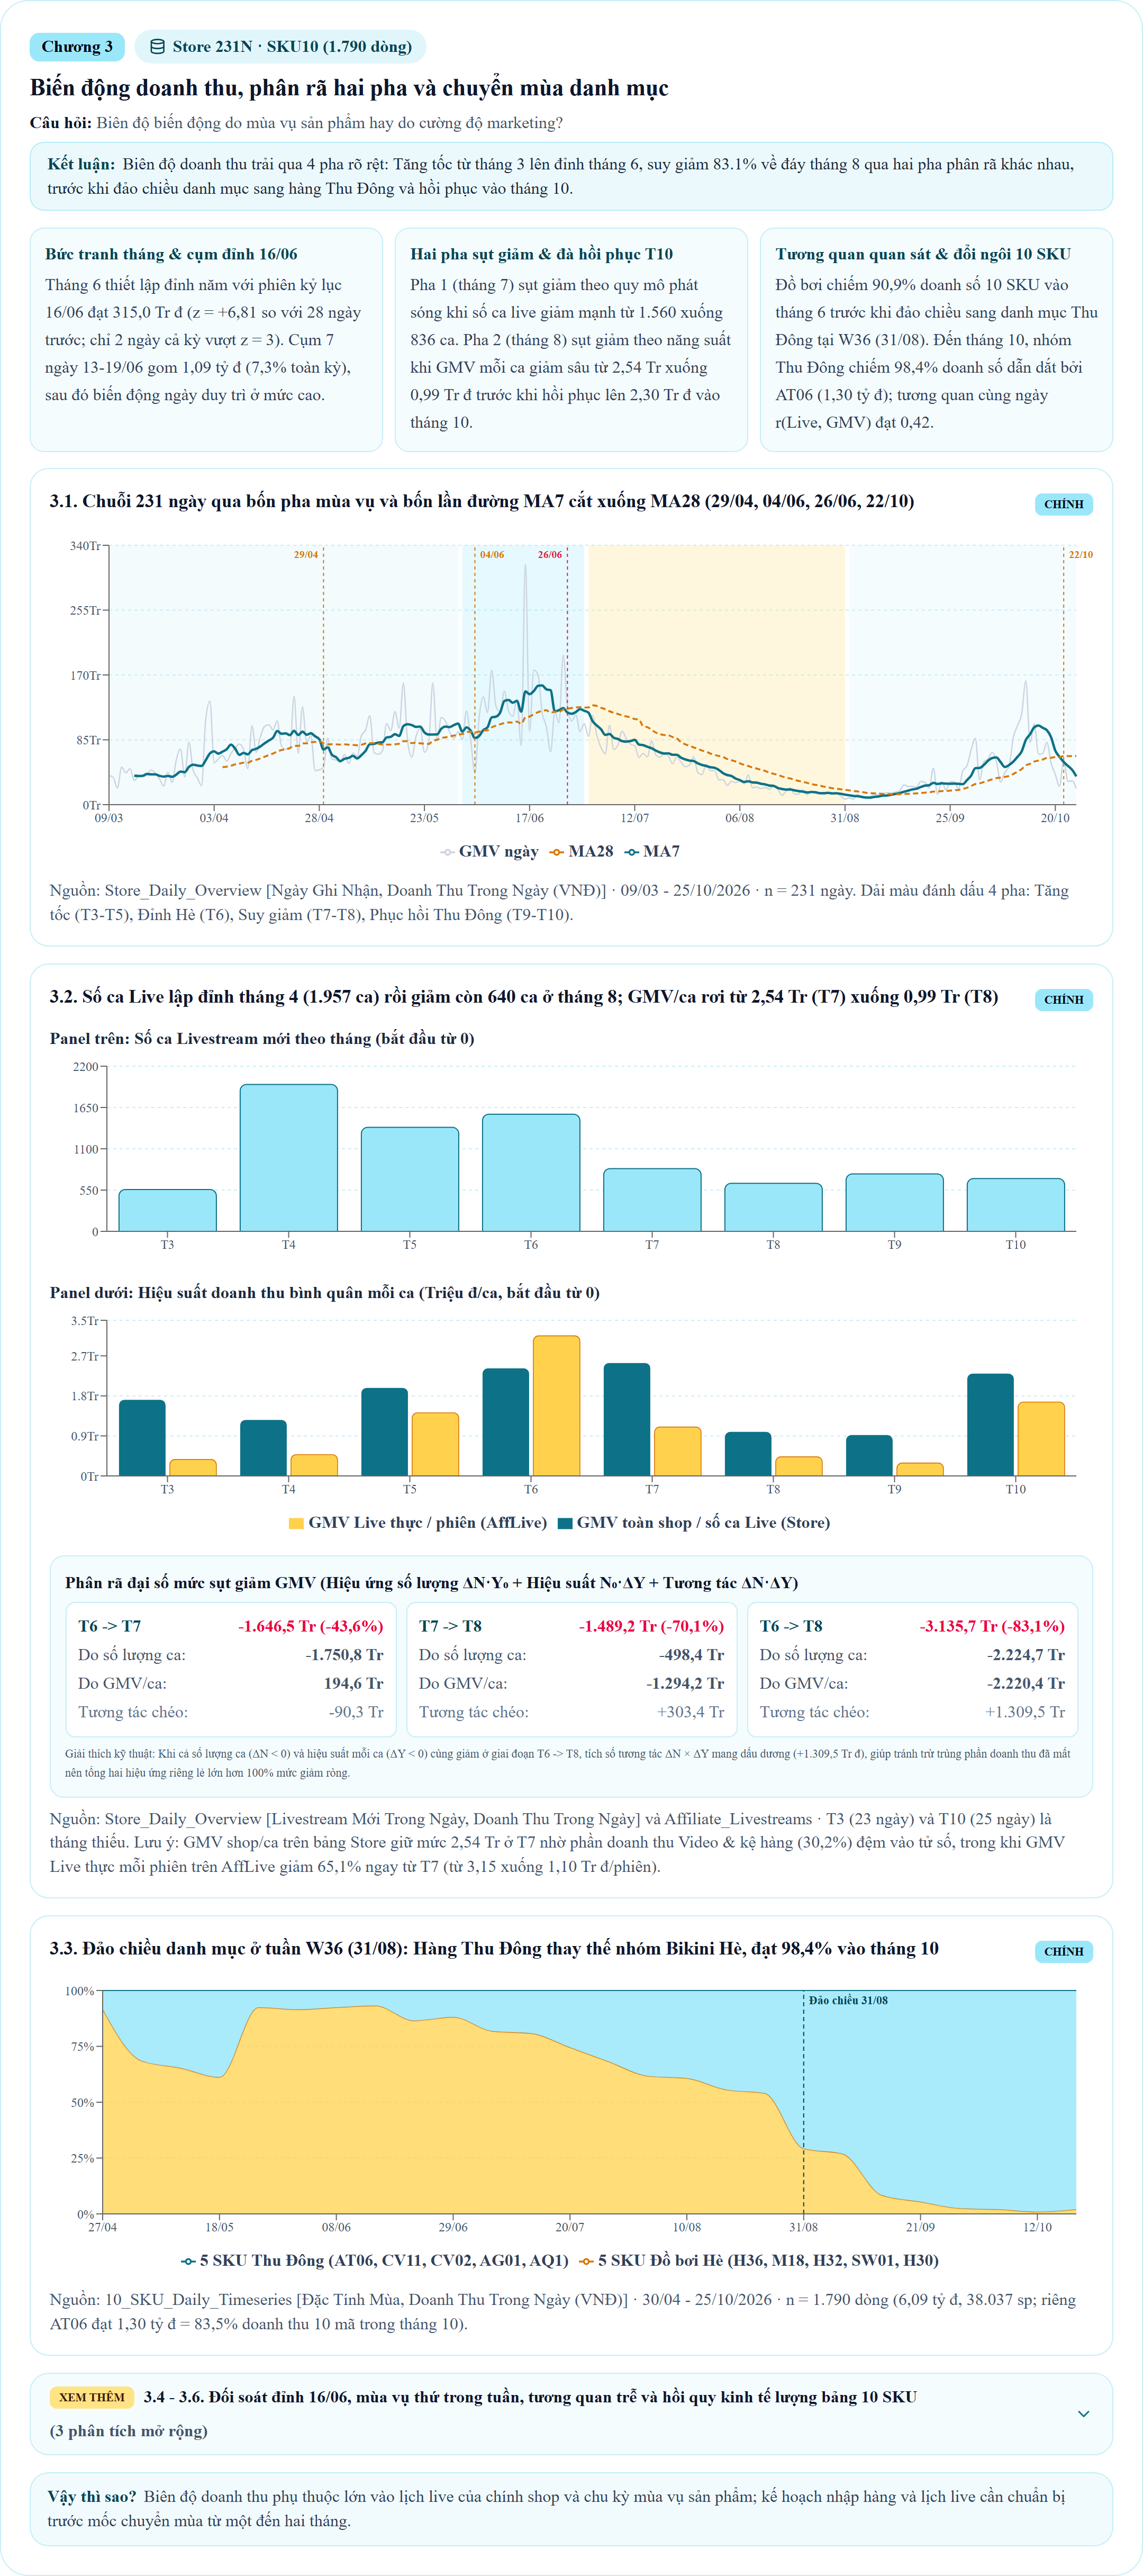 Chương 3
Store 231N · SKU10 (1.790 dòng)
Biến động doanh thu, phân rã hai pha và chuyển mùa danh mục
Câu hỏi: Biên độ biến động do mùa vụ sản phẩm hay do cường độ marketing?
Kết luận: Biên độ doanh thu trải qua 4 pha rõ rệt: Tăng tốc từ tháng 3 lên đỉnh tháng 6, suy giảm 83.1% về đáy tháng 8 qua hai pha phân rã khác nhau,
trước khi đảo chiều danh mục sang hàng Thu Đông và hồi phục vào tháng 10.
Bức tranh tháng & cụm đỉnh 16/06
Tháng 6 thiết lập đỉnh năm với phiên kỷ lục
16/06 đạt 315,0 Tr đ (z = +6,81 so với 28 ngày
trước; chỉ 2 ngày cả kỳ vượt z = 3). Cụm 7
ngày 13-19/06 gom 1,09 tỷ đ (7,3% toàn kỳ),
sau đó biến động ngày duy trì ở mức cao.
Hai pha sụt giảm & đà hồi phục T10
Pha 1 (tháng 7) sụt giảm theo quy mô phát
sóng khi số ca live giảm mạnh từ 1.560 xuống
836 ca. Pha 2 (tháng 8) sụt giảm theo năng suất
khi GMV mỗi ca giảm sâu từ 2,54 Tr xuống
0,99 Tr đ trước khi hồi phục lên 2,30 Tr đ vào
tháng 10.
Tương quan quan sát & đổi ngôi 10 SKU
Đồ bơi chiếm 90,9% doanh số 10 SKU vào
tháng 6 trước khi đảo chiều sang danh mục Thu
Đông tại W36 (31/08). Đến tháng 10, nhóm
Thu Đông chiếm 98,4% doanh số dẫn dắt bởi
AT06 (1,30 tỷ đ); tương quan cùng ngày
r(Live, GMV) đạt 0,42.
3.1. Chuỗi 231 ngày qua bốn pha mùa vụ và bốn lần đường MA7 cắt xuống MA28 (29/04, 04/06, 26/06, 22/10)
CHÍNH
340Tr
255Tr
170Tr
85Tr
0Tr
29/04
04/06
26/06
22/10
09/03
03/04
28/04
23/05
17/06
12/07
06/08
31/08
25/09
20/10
GMV ngày
MA28
MA7
Nguồn: Store_Daily_Overview [Ngày Ghi Nhận, Doanh Thu Trong Ngày (VNĐ)] · 09/03 - 25/10/2026 · n = 231 ngày. Dải màu đánh dấu 4 pha: Tăng
tốc (T3-T5), Đỉnh Hè (T6), Suy giảm (T7-T8), Phục hồi Thu Đông (T9-T10).
3.2. Số ca Live lập đỉnh tháng 4 (1.957 ca) rồi giảm còn 640 ca ở tháng 8; GMV/ca rơi từ 2,54 Tr (T7) xuống 0,99 Tr (T8)
CHÍNH
Panel trên: Số ca Livestream mới theo tháng (bắt đầu từ 0)
2200
1650
1100
550
0
T3
T4
T5
T6
T7
T8
T9
T10
Panel dưới: Hiệu suất doanh thu bình quân mỗi ca (Triệu đ/ca, bắt đầu từ 0)
3.5Tr
2.7Tr
1.8Tr
0.9Tr
0Tr
T3
T4
T5
T6
T7
T8
T9
T10
GMV Live thực / phiên (AffLive)
GMV toàn shop / số ca Live (Store)
Phân rã đại số mức sụt giảm GMV (Hiệu ứng số lượng ΔN·Y₀ + Hiệu suất N₀·ΔY + Tương tác ΔN·ΔY)
T6 -> T7 -1.646,5 Tr (-43,6%)
Do số lượng ca: -1.750,8 Tr
Do GMV/ca: 194,6 Tr
Tương tác chéo: -90,3 Tr
T7 -> T8 -1.489,2 Tr (-70,1%)
Do số lượng ca: -498,4 Tr
Do GMV/ca: -1.294,2 Tr
Tương tác chéo: +303,4 Tr
T6 -> T8 -3.135,7 Tr (-83,1%)
Do số lượng ca: -2.224,7 Tr
Do GMV/ca: -2.220,4 Tr
Tương tác chéo: +1.309,5 Tr
Giải thích kỹ thuật: Khi cả số lượng ca (ΔN < 0) và hiệu suất mỗi ca (ΔY < 0) cùng giảm ở giai đoạn T6 -> T8, tích số tương tác ΔN × ΔY mang dấu dương (+1.309,5 Tr đ), giúp tránh trừ trùng phần doanh thu đã mất
nên tổng hai hiệu ứng riêng lẻ lớn hơn 100% mức giảm ròng.
Nguồn: Store_Daily_Overview [Livestream Mới Trong Ngày, Doanh Thu Trong Ngày] và Affiliate_Livestreams · T3 (23 ngày) và T10 (25 ngày) là
tháng thiếu. Lưu ý: GMV shop/ca trên bảng Store giữ mức 2,54 Tr ở T7 nhờ phần doanh thu Video & kệ hàng (30,2%) đệm vào tử số, trong khi GMV
Live thực mỗi phiên trên AffLive giảm 65,1% ngay từ T7 (từ 3,15 xuống 1,10 Tr đ/phiên).
3.3. Đảo chiều danh mục ở tuần W36 (31/08): Hàng Thu Đông thay thế nhóm Bikini Hè, đạt 98,4% vào tháng 10
CHÍNH
100%
75%
50%
25%
0%
Đảo chiều 31/08
27/04
18/05
08/06
29/06
20/07
10/08
31/08
21/09
12/10
5 SKU Thu Đông (AT06, CV11, CV02, AG01, AQ1)
5 SKU Đồ bơi Hè (H36, M18, H32, SW01, H30)
Nguồn: 10_SKU_Daily_Timeseries [Đặc Tính Mùa, Doanh Thu Trong Ngày (VNĐ)] · 30/04 - 25/10/2026 · n = 1.790 dòng (6,09 tỷ đ, 38.037 sp; riêng
AT06 đạt 1,30 tỷ đ = 83,5% doanh thu 10 mã trong tháng 10).
XEM THÊM
3.4 - 3.6. Đối soát đỉnh 16/06, mùa vụ thứ trong tuần, tương quan trễ và hồi quy kinh tế lượng bảng 10 SKU
(3 phân tích mở rộng)
Vậy thì sao? Biên độ doanh thu phụ thuộc lớn vào lịch live của chính shop và chu kỳ mùa vụ sản phẩm; kế hoạch nhập hàng và lịch live cần chuẩn bị
trước mốc chuyển mùa từ một đến hai tháng.